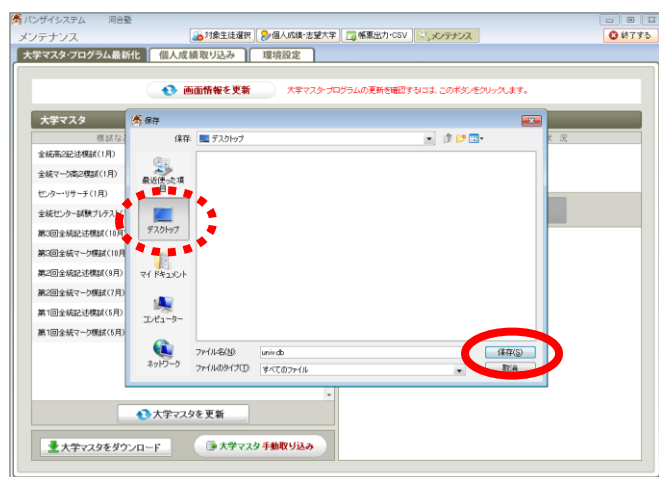 バンザイシステム 河合塾
メンテナンス
対象生徒選択 個人成績・志望大学 帳票出力・CSV メンテナンス 終了する
大学マスタ・プログラム最新化 個人成績取り込み 環境設定
画面情報を更新 大学マスタ・プログラムの更新を確認するには、このボタンをクリックします。
大学マスタ
保存
保存:
デスクトップ
全統高2記述模試(1月)
全統マーク高2模試(1月)
センター・リサーチ(1月)
全統センター試験プレテスト
第3回全統記述模試(10月
第3回全統マーク模試(10月
第2回全統記述模試(9月)
第2回全統マーク模試(7月)
第1回全統記述模試(5月)
第1回全統マーク模試(5月)
最近使った項目
デスクトップ
マイ ドキュメント
コンピューター
ネットワーク
ファイル名(N): univ.db 保存(S)
ファイルのタイプ(T): すべてのファイル 取消
状 況
大学マスタを更新
大学マスタをダウンロード 大学マスタ 手動取り込み